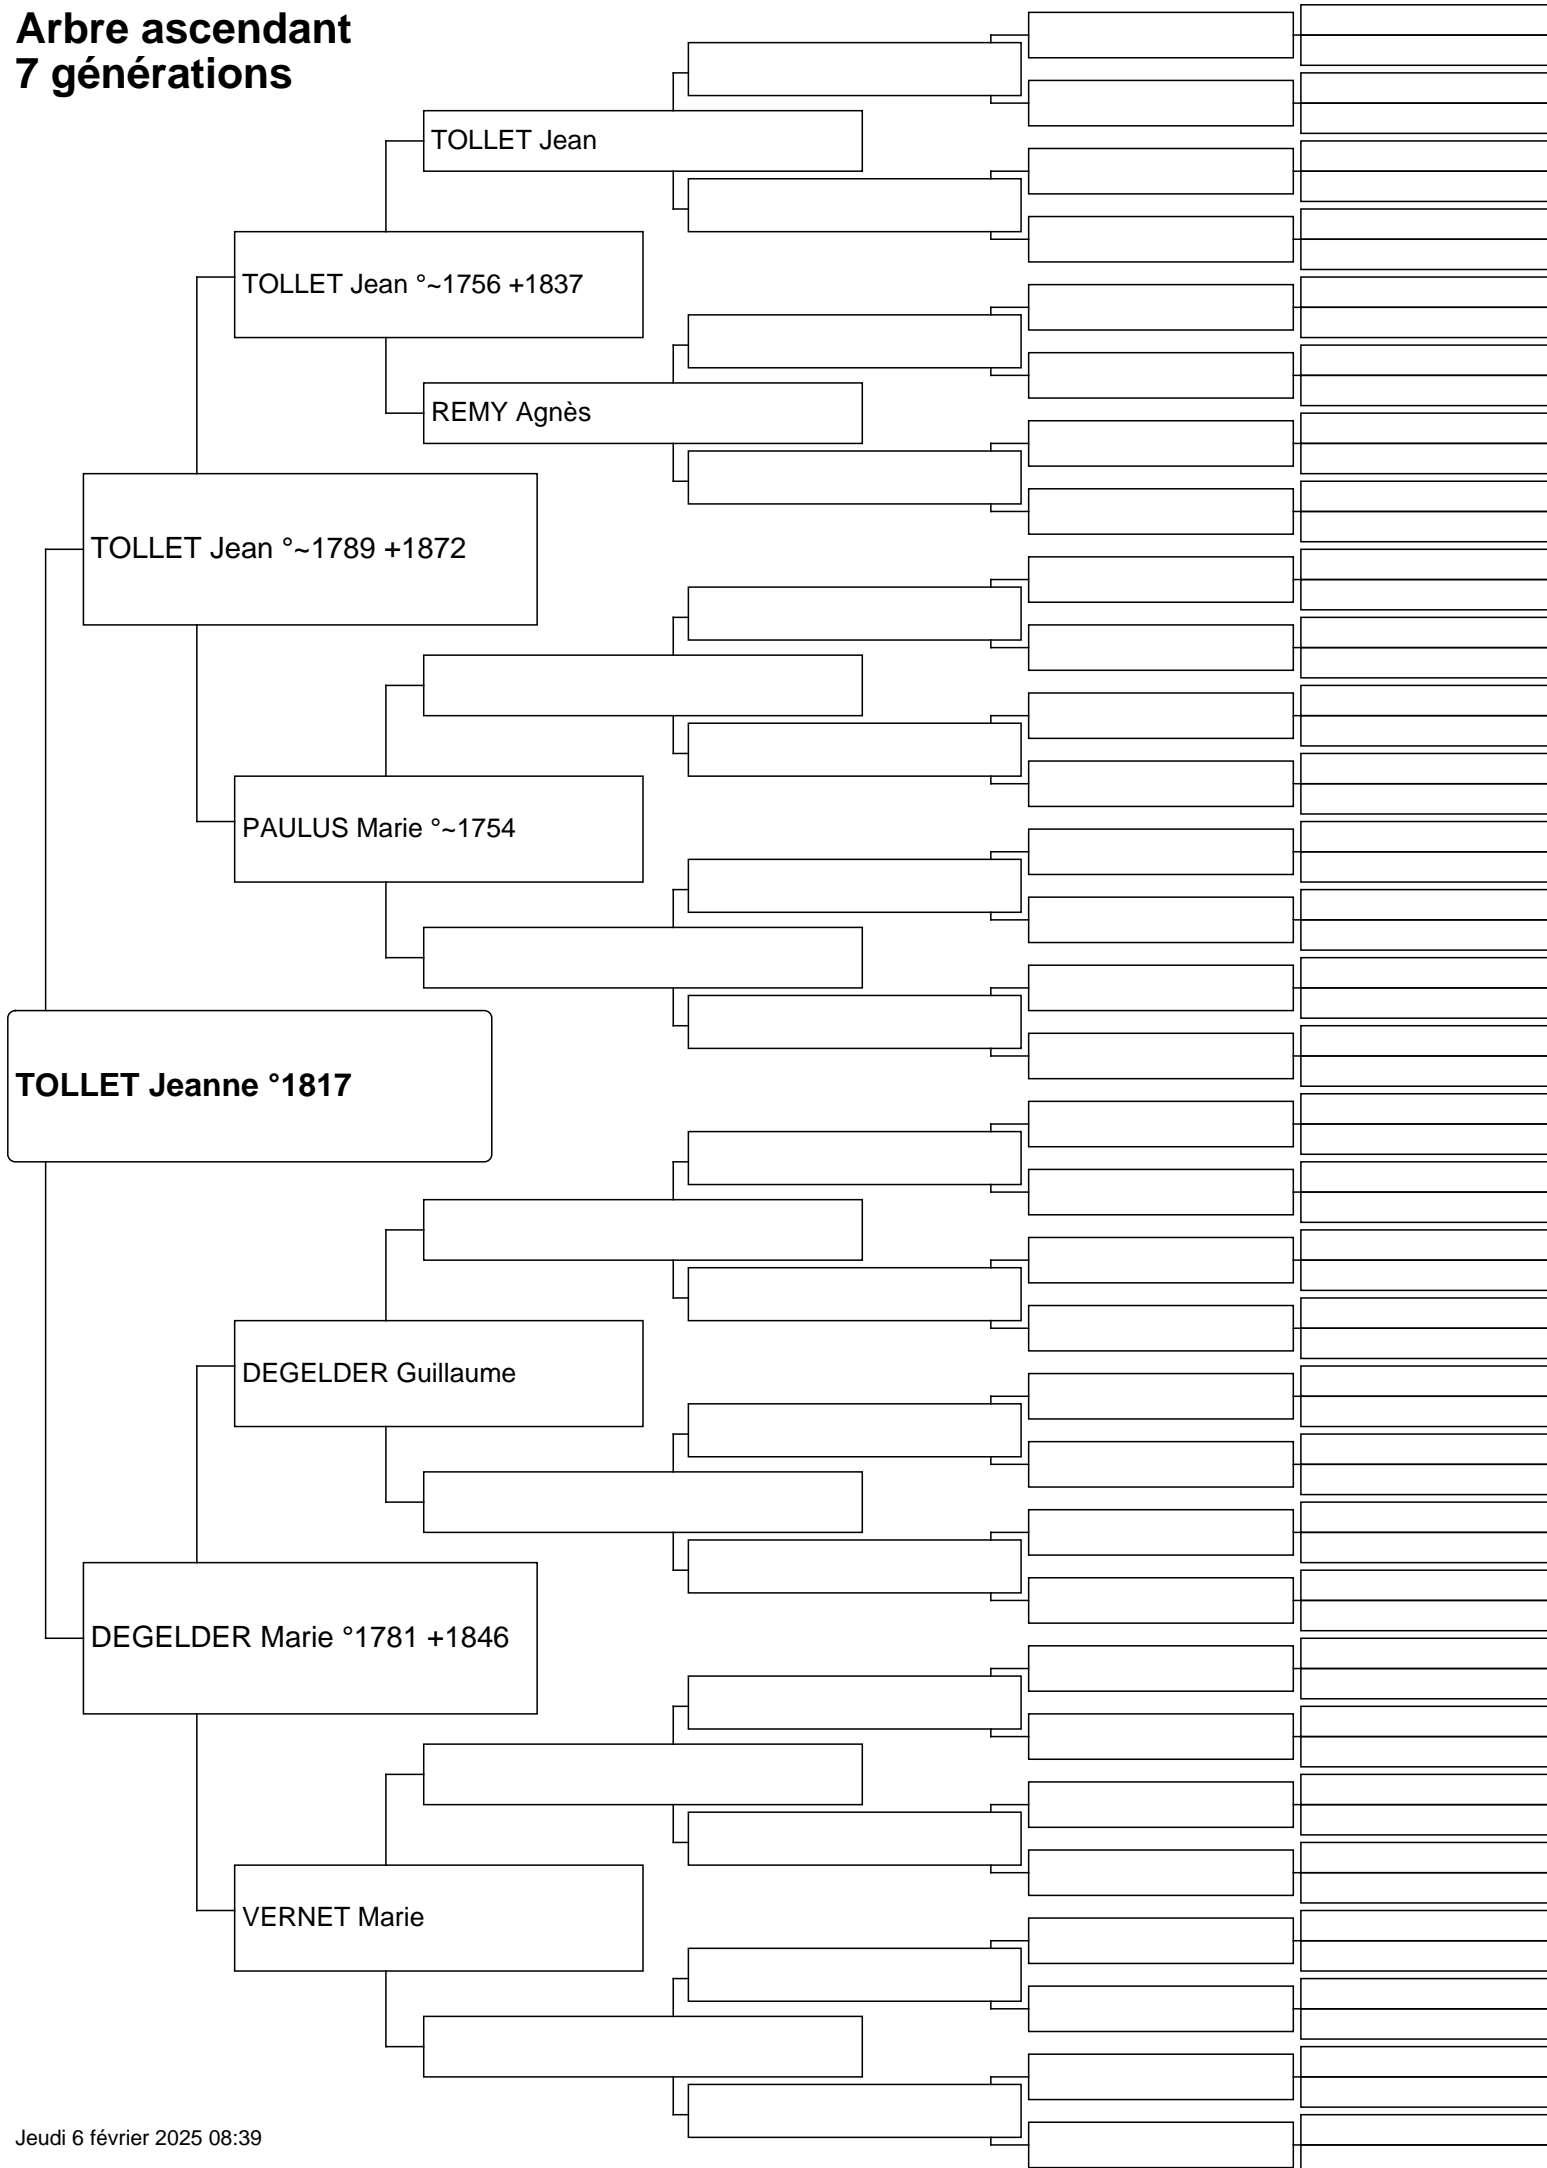 Arbre ascendant
7 générations
TOLLET Jean
TOLLET Jean °~1756 +1837
REMY Agnès
TOLLET Jean °~1789 +1872
PAULUS Marie °~1754
TOLLET Jeanne °1817
DEGELDER Guillaume
DEGELDER Marie °1781 +1846
VERNET Marie
Jeudi 6 février 2025 08:39